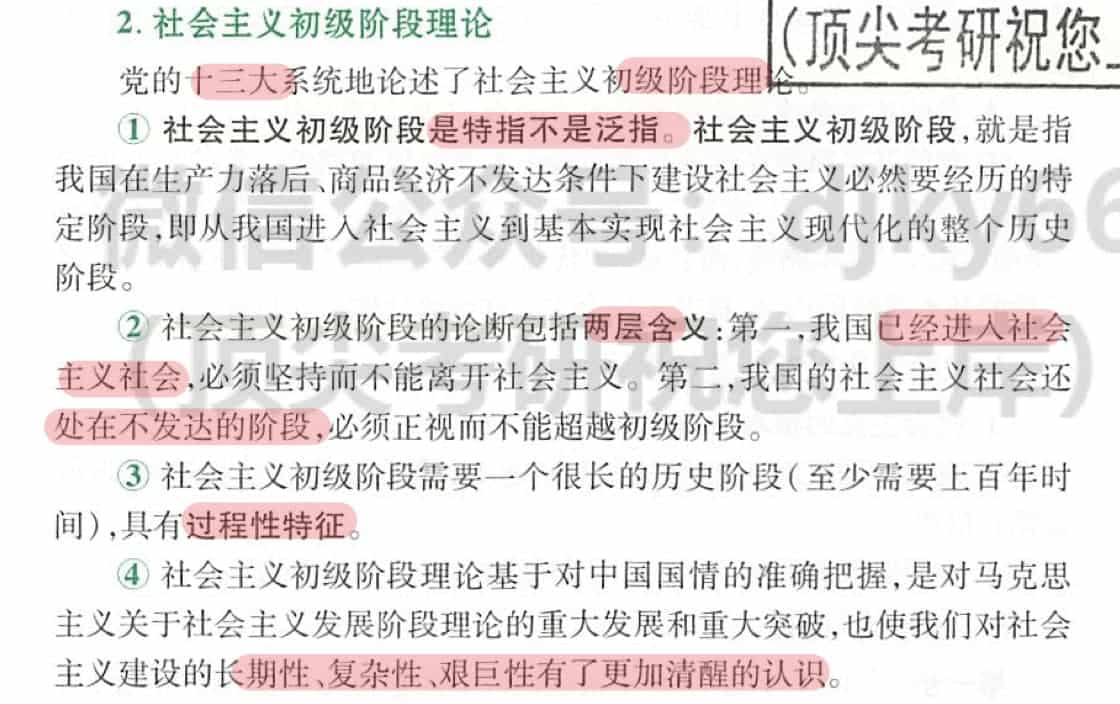 2. 社会主义初级阶段理论
(顶尖考研祝您上
党的十三大系统地论述了社会主义初级阶段理论。
① 社会主义初级阶段是特指不是泛指。社会主义初级阶段,就是指
我国在生产力落后、商品经济不发达条件下建设社会主义必然要经历的特
微信公众号: djky66
定阶段,即从我国进入社会主义到基本实现社会主义现代化的整个历史
阶段。
② 社会主义初级阶段的论断包括两层含义:第一,我国已经进入社会
(顶尖考研祝您上岸)
主义社会,必须坚持而不能离开社会主义。第二,我国的社会主义社会还
处在不发达的阶段,必须正视而不能超越初级阶段。
③ 社会主义初级阶段需要一个很长的历史阶段(至少需要上百年时
间),具有过程性特征。
④ 社会主义初级阶段理论基于对中国国情的准确把握,是对马克思
主义关于社会主义发展阶段理论的重大发展和重大突破,也使我们对社会
主义建设的长期性、复杂性、艰巨性有了更加清醒的认识。